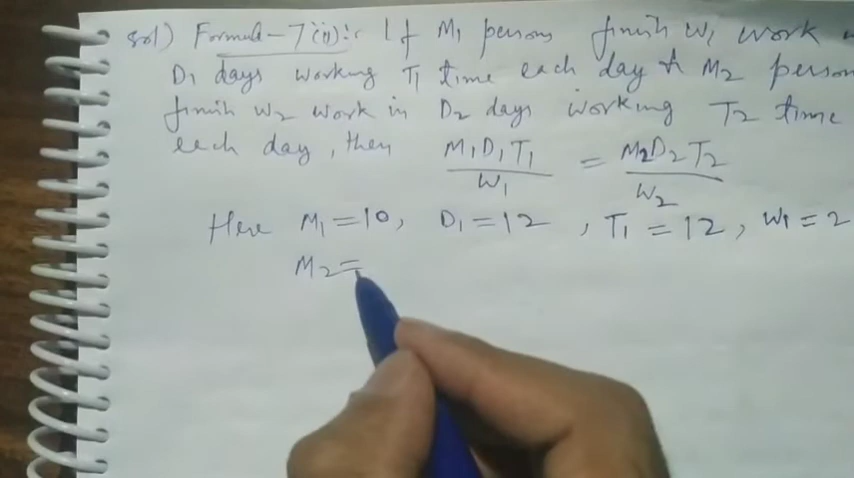 Sol) Formula-7(ii): If M1 persons finish W1 work
D1 days working T1 time each day & M2 person
finish W2 work in D2 days working T2 time
each day, then M1D1T1/W1 = M2D2T2/W2
Here M1=10, D1=12, T1=12, W1=2
M2=